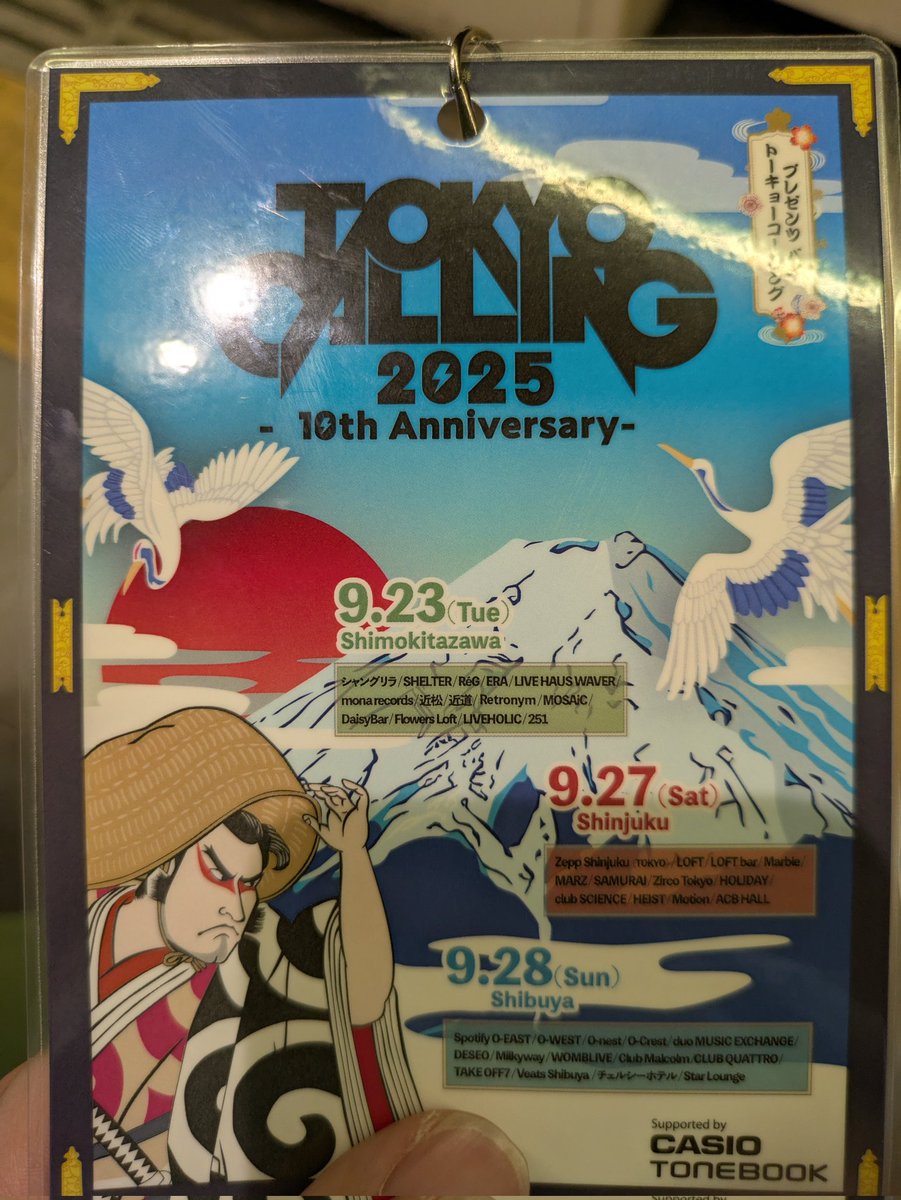 TOKYO
CALLING
2025
- 10th Anniversary-
プレゼンツ バイ
トーキョーコーリング
9.23(Tue)
Shimokitazawa
シャングリラ/SHELTER/ReG/ERA/LIVE HAUS WAVER/
mona records/近松/近道/Retronym/MOSAiC/
DaisyBar/Flowers Loft/LIVEHOLIC/251
9.27(Sat)
Shinjuku
Zepp Shinjuku (TOKYO)/LOFT/LOFT bar/Marble/
MARZ/SAMURAI/Zirco Tokyo/HOLIDAY/
club SCIENCE/HEIST/Motion/ACB HALL
9.28(Sun)
Shibuya
Spotify O-EAST/O-WEST/O-nest/O-Crest/duo MUSIC EXCHANGE/
DESEO/Milkyway/WOMBLIVE/Club Malcolm/CLUB QUATTRO/
TAKE OFF7/Veats Shibuya/チェルシーホテル/Star Lounge
Supported by
CASIO
TONEBOOK
Supported by